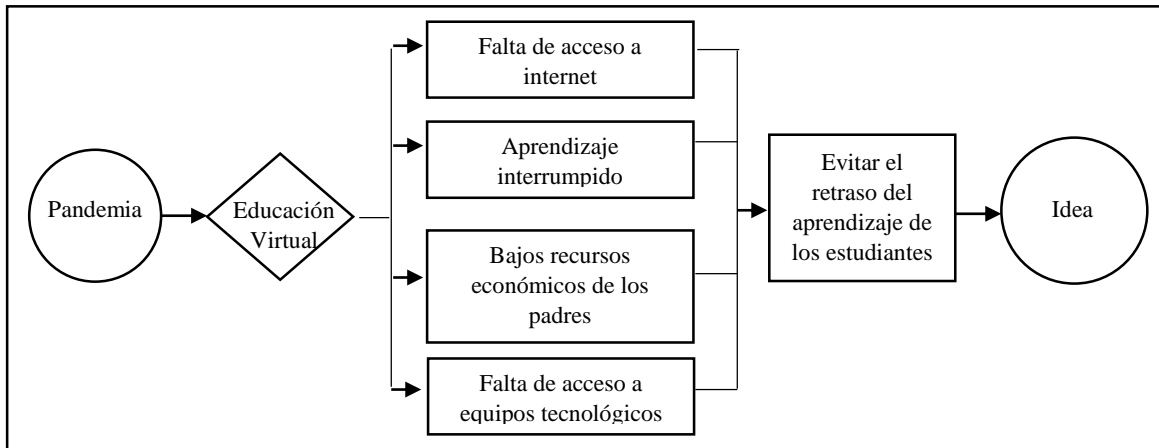 Pandemia
Educación
Virtual
Falta de acceso a
internet
Aprendizaje
interrumpido
Bajos recursos
económicos de los
padres
Falta de acceso a
equipos tecnológicos
Evitar el
retraso del
aprendizaje de
los estudiantes
Idea